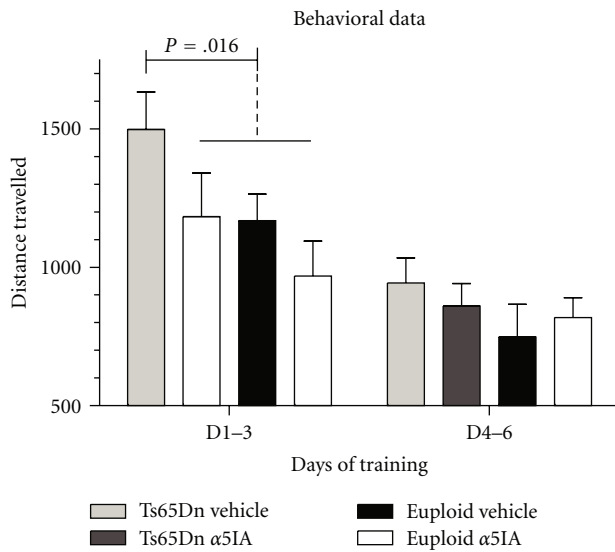 Behavioral data
P = .016
Distance travelled
1500
1000
500
D1–3
D4–6
Days of training
Ts65Dn vehicle
Ts65Dn α5IA
Euploid vehicle
Euploid α5IA